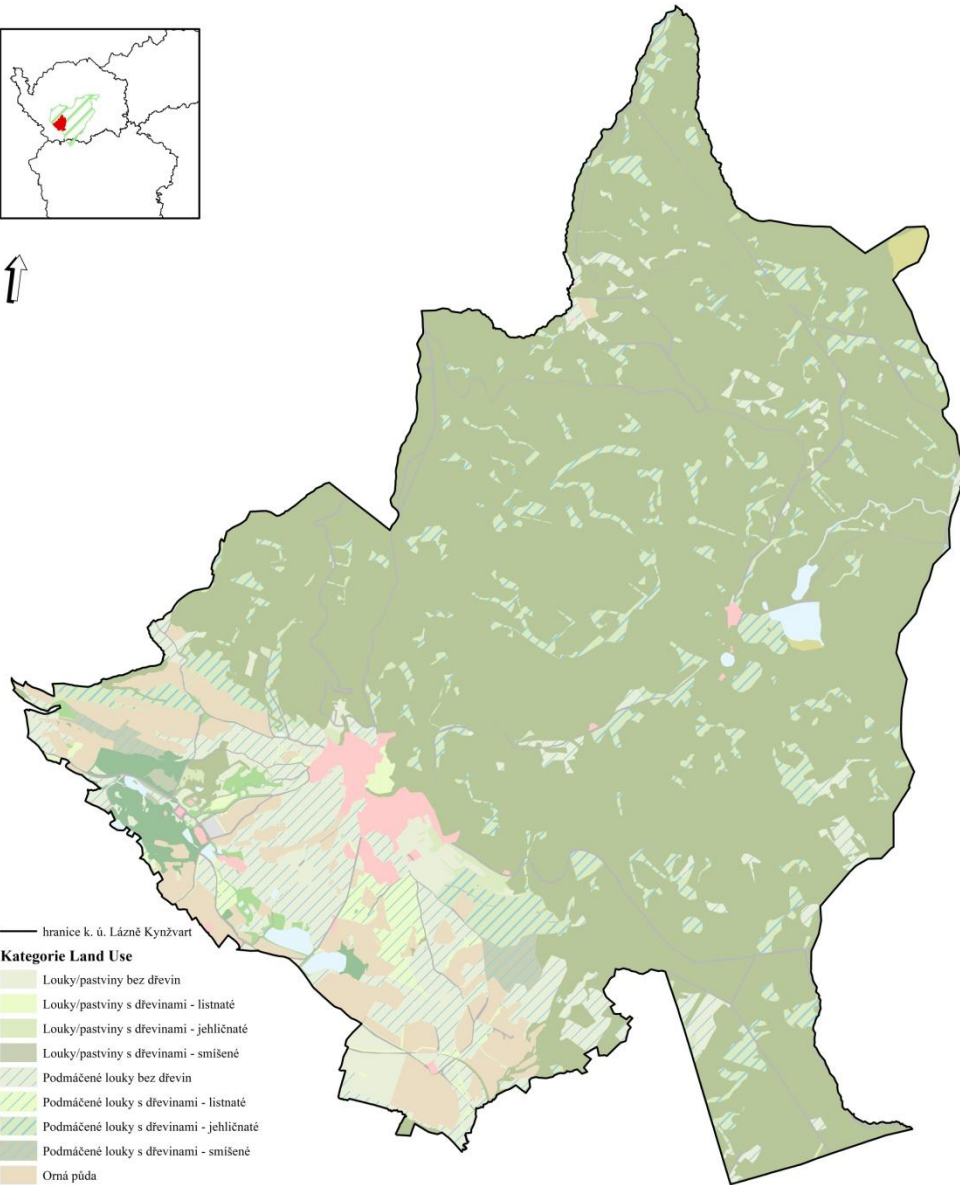 hranice k. ú. Lázně Kynžvart
Kategorie Land Use
Louky/pastviny bez dřevin
Louky/pastviny s dřevinami - listnaté
Louky/pastviny s dřevinami - jehličnaté
Louky/pastviny s dřevinami - smíšené
Podmáčené louky bez dřevin
Podmáčené louky s dřevinami - listnaté
Podmáčené louky s dřevinami - jehličnaté
Podmáčené louky s dřevinami - smíšené
Orná půda